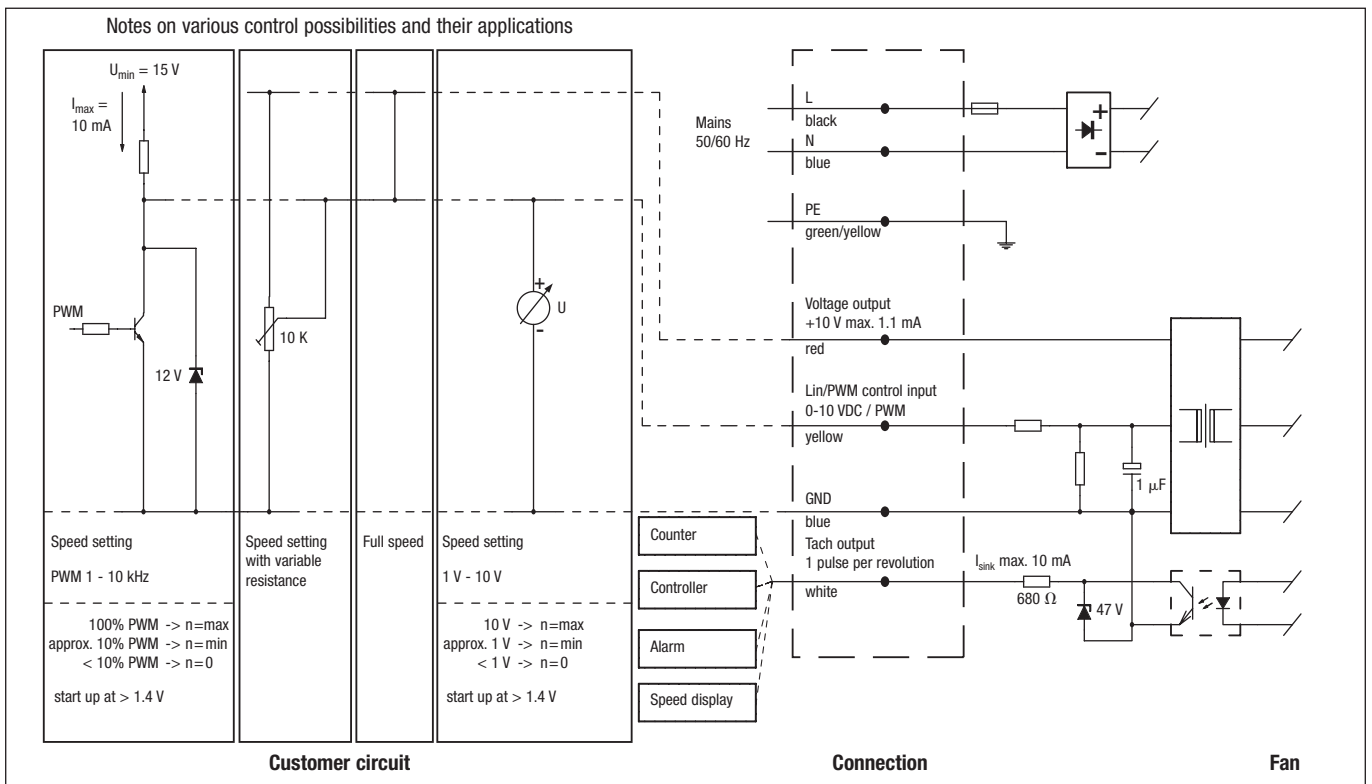 Notes on various control possibilities and their applications
Umin = 15 V
Imax =
10 mA
PWM
12 V
Speed setting
PWM 1 - 10 kHz
100% PWM -> n=max
approx. 10% PWM -> n=min
< 10% PWM -> n=0
start up at > 1.4 V
10 K
Speed setting
with variable
resistance
Full speed
+
U
-
Speed setting
1 V - 10 V
10 V -> n=max
approx. 1 V -> n=min
< 1 V -> n=0
start up at > 1.4 V
Counter
Controller
Alarm
Speed display
Mains
50/60 Hz
L
black
N
blue
PE
green/yellow
Voltage output
+10 V max. 1.1 mA
red
Lin/PWM control input
0-10 VDC / PWM
yellow
GND
blue
Tach output
1 pulse per revolution
white
+
-
1 µF
Isink max. 10 mA
680 Ω
47 V
Customer circuit
Connection
Fan